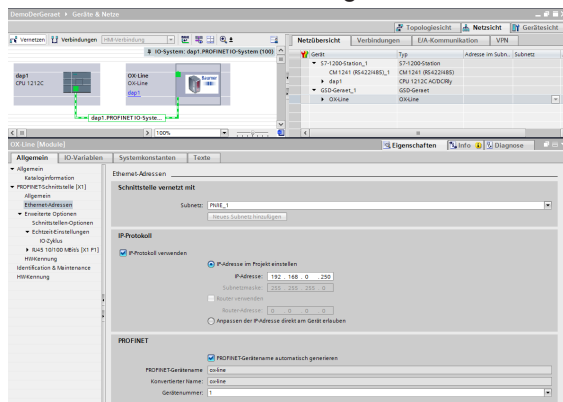 DemoDerGeraet ▸ Geräte & Netze
Topologiesicht Netzsicht Gerätesicht
Vernetzen Verbindungen HMI-Verbindung
Netzübersicht Verbindungen E/A-Kommunikation VPN
IO-System: dap1.PROFINET IO-System (100)
Gerät Typ Adresse im Subn.. Subnetz
S7-1200-Station_1 S7-1200-Station
CM 1241 (RS422/485)_1 CM 1241 (RS422/485)
dap1 CPU 1212C AC/DC/Rly
GSD-Geraet_1 GSD-Geraet
OX-Line OX-Line
dap1
CPU 1212C
OX-Line
OX-Line
dap1
Baumer
dap1.PROFINET IO-Syste...
100%
OX-Line [Module]
Eigenschaften Info Diagnose
Allgemein IO-Variablen Systemkonstanten Texte
Allgemein
Kataloginformation
PROFINET-Schnittstelle [X1]
Allgemein
Ethernet-Adressen
Erweiterte Optionen
Schnittstellen-Optionen
Echtzeit-Einstellungen
IO-Zyklus
RJ45 10/100 MBit/s [X1 P1]
HW-Kennung
Identification & Maintenance
HW-Kennung
Ethernet-Adressen
Schnittstelle vernetzt mit
Subnetz: PN/IE_1
Neues Subnetz hinzufügen
IP-Protokoll
IP-Protokoll verwenden
IP-Adresse im Projekt einstellen
IP-Adresse: 192 . 168 . 0 . 250
Subnetzmaske: 255 . 255 . 255 . 0
Router verwenden
Router-Adresse: 0 . 0 . 0 . 0
Anpassen der IP-Adresse direkt am Gerät erlauben
PROFINET
PROFINET-Gerätename automatisch generieren
PROFINET-Gerätename ox-line
Konvertierter Name: ox-line
Gerätenummer: 1